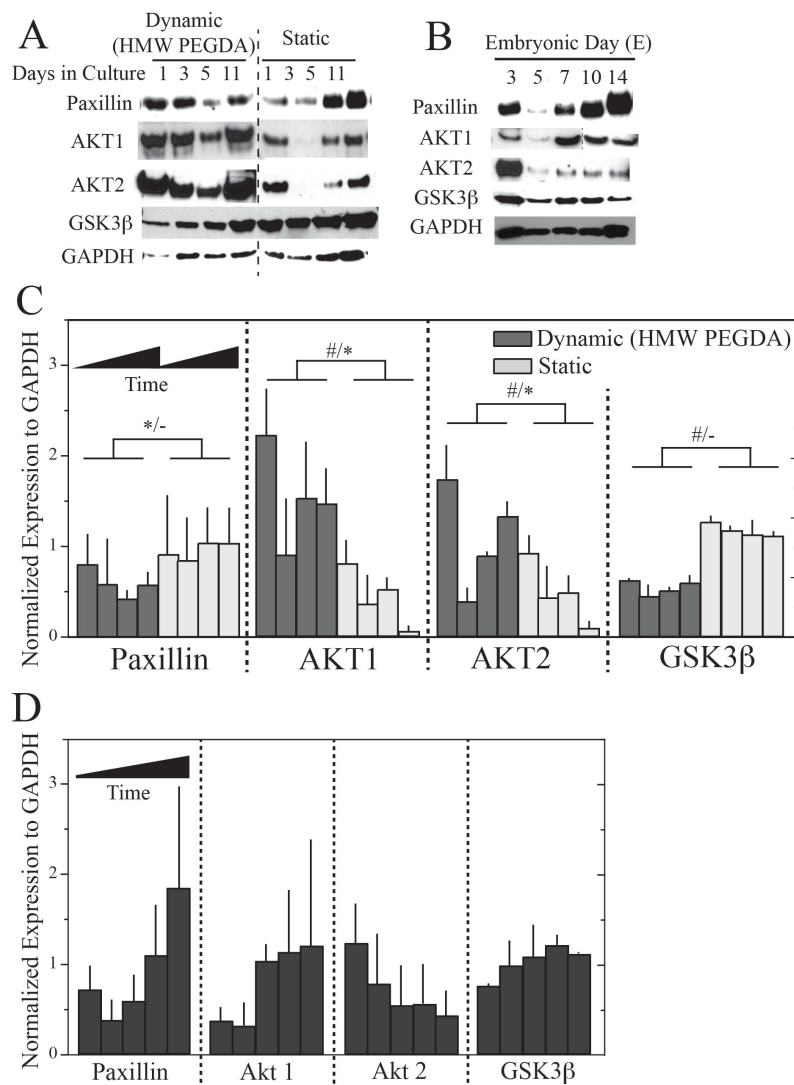 A
Dynamic
(HMW PEGDA)
Static
Days in Culture 1 3 5 11 1 3 5 11
Paxillin
AKT1
AKT2
GSK3β
GAPDH
B
Embryonic Day (E)
3 5 7 10 14
Paxillin
AKT1
AKT2
GSK3β
GAPDH
C
Normalized Expression to GAPDH
3
2
1
0
Time
Dynamic (HMW PEGDA)
Static
*/-
#/*
#/*
#/-
Paxillin AKT1 AKT2 GSK3β
D
Normalized Expression to GAPDH
3
2
1
0
Time
Paxillin Akt 1 Akt 2 GSK3β